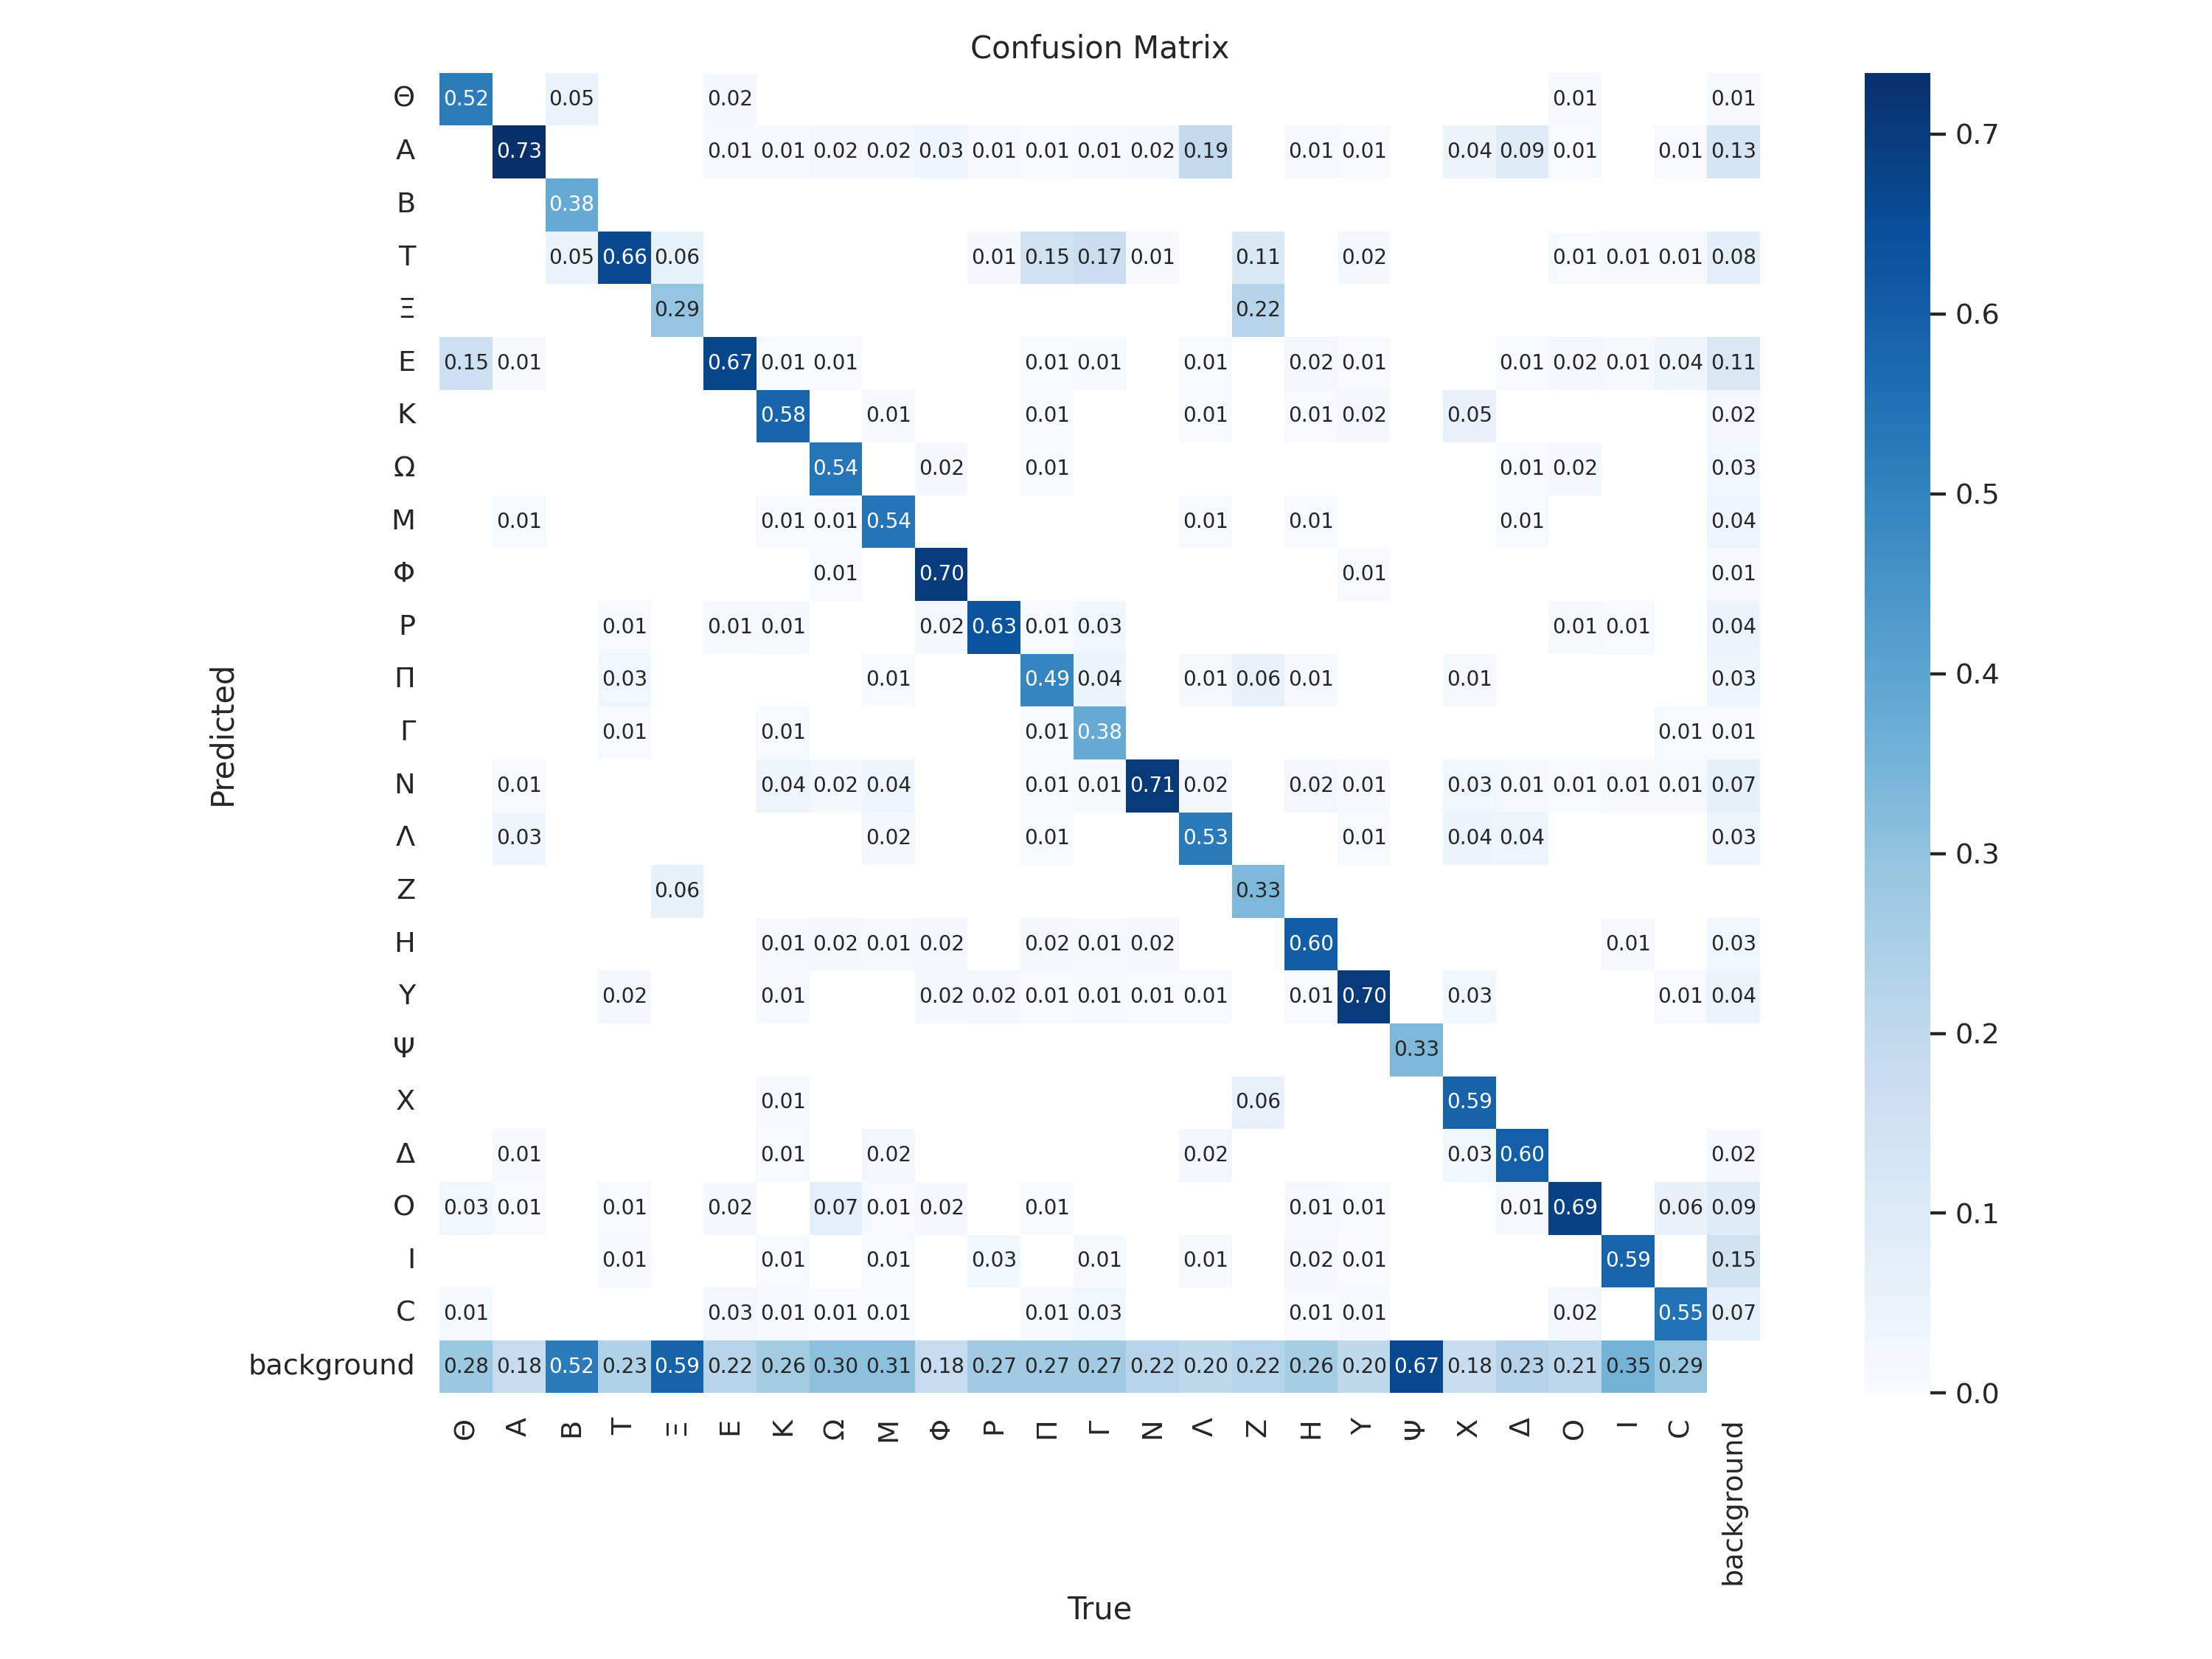 Confusion Matrix
Θ 0.52 0.05 0.02 0.01 0.01
Α 0.73 0.01 0.01 0.02 0.02 0.03 0.01 0.01 0.01 0.02 0.19 0.01 0.01 0.04 0.09 0.01 0.01 0.13
Β 0.38
Τ 0.05 0.66 0.06 0.01 0.15 0.17 0.01 0.11 0.02 0.01 0.01 0.01 0.08
Ξ 0.29 0.22
Ε 0.15 0.01 0.67 0.01 0.01 0.01 0.01 0.01 0.02 0.01 0.01 0.02 0.01 0.04 0.11
Κ 0.58 0.01 0.01 0.01 0.01 0.02 0.05 0.02
Ω 0.54 0.02 0.01 0.01 0.02 0.03
Μ 0.01 0.01 0.01 0.54 0.01 0.01 0.01 0.04
Φ 0.01 0.70 0.01 0.01
Ρ 0.01 0.01 0.01 0.02 0.63 0.01 0.03 0.01 0.01 0.04
Π 0.03 0.01 0.49 0.04 0.01 0.06 0.01 0.01 0.03
Γ 0.01 0.01 0.01 0.38 0.01 0.01
Ν 0.01 0.04 0.02 0.04 0.01 0.01 0.71 0.02 0.02 0.01 0.03 0.01 0.01 0.01 0.01 0.07
Λ 0.03 0.02 0.01 0.53 0.01 0.04 0.04 0.03
Ζ 0.06 0.33
Η 0.01 0.02 0.01 0.02 0.02 0.01 0.02 0.60 0.01 0.03
Υ 0.02 0.01 0.02 0.02 0.01 0.01 0.01 0.01 0.01 0.70 0.03 0.01 0.04
Ψ 0.33
Χ 0.01 0.06 0.59
Δ 0.01 0.01 0.02 0.02 0.03 0.60 0.02
Ο 0.03 0.01 0.01 0.02 0.07 0.01 0.02 0.01 0.01 0.01 0.01 0.69 0.06 0.09
Ι 0.01 0.01 0.01 0.03 0.01 0.01 0.02 0.01 0.59 0.15
C 0.01 0.03 0.01 0.01 0.01 0.01 0.03 0.01 0.01 0.02 0.55 0.07
background 0.28 0.18 0.52 0.23 0.59 0.22 0.26 0.30 0.31 0.18 0.27 0.27 0.27 0.22 0.20 0.22 0.26 0.20 0.67 0.18 0.23 0.21 0.35 0.29
Θ Α Β Τ Ξ Ε Κ Ω Μ Φ Ρ Π Γ Ν Λ Ζ Η Υ Ψ Χ Δ Ο Ι C background
True
Predicted
0.7
0.6
0.5
0.4
0.3
0.2
0.1
0.0